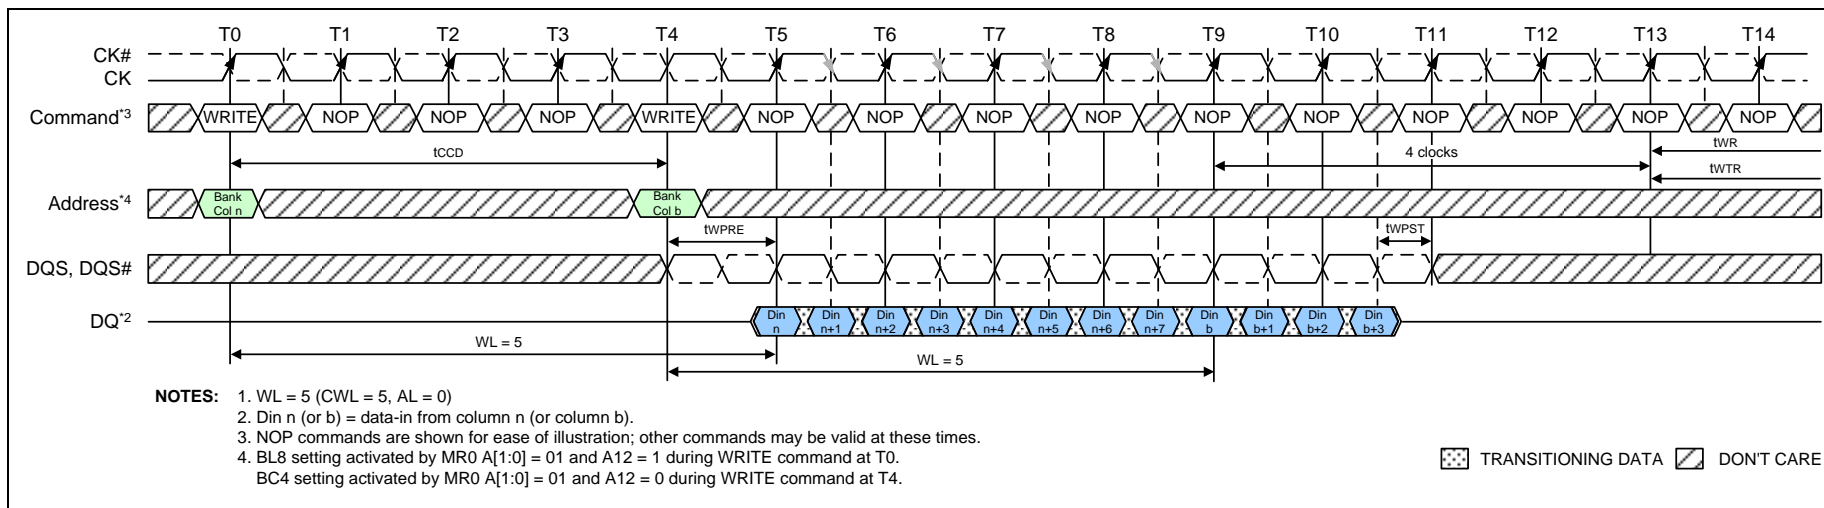 T0 T1 T2 T3 T4 T5 T6 T7 T8 T9 T10 T11 T12 T13 T14
CK#
CK
Command*3 WRITE NOP NOP NOP WRITE NOP NOP NOP NOP NOP NOP NOP NOP NOP NOP
tCCD 4 clocks tWR
tWTR
Address*4 Bank Col n Bank Col b
tWPRE tWPST
DQS, DQS#
DQ*2 Din n Din n+1 Din n+2 Din n+3 Din n+4 Din n+5 Din n+6 Din n+7 Din b Din b+1 Din b+2 Din b+3
WL = 5
WL = 5
NOTES: 1. WL = 5 (CWL = 5, AL = 0)
2. Din n (or b) = data-in from column n (or column b).
3. NOP commands are shown for ease of illustration; other commands may be valid at these times.
4. BL8 setting activated by MR0 A[1:0] = 01 and A12 = 1 during WRITE command at T0.
BC4 setting activated by MR0 A[1:0] = 01 and A12 = 0 during WRITE command at T4.
TRANSITIONING DATA DON'T CARE